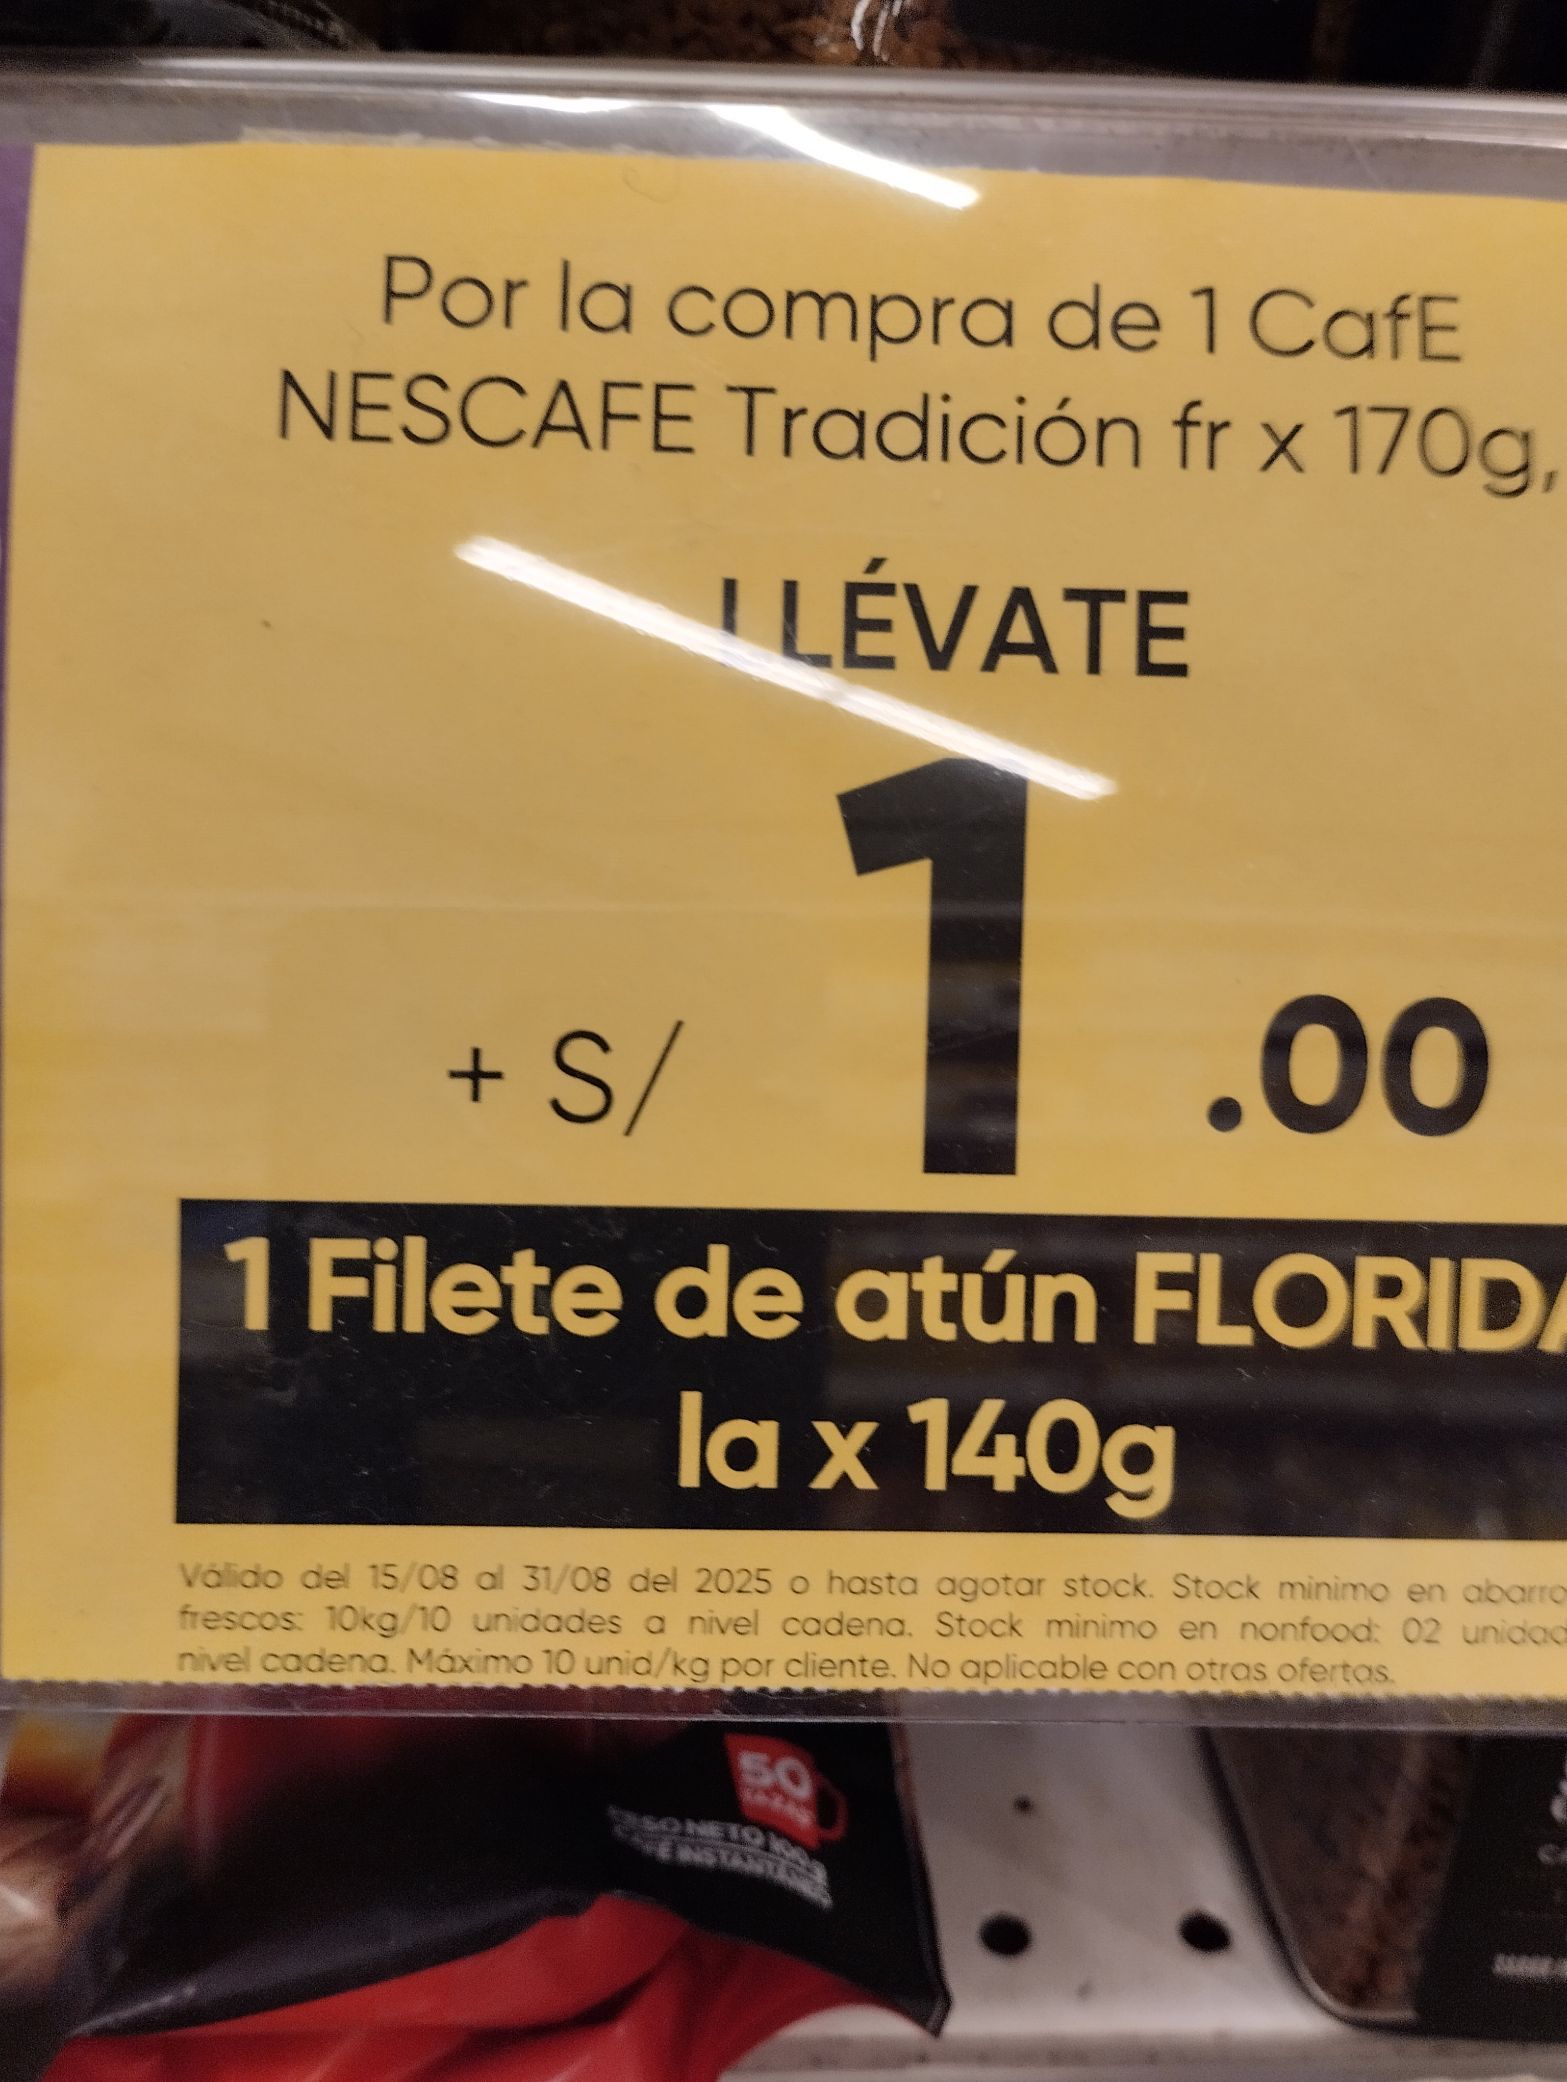 Por la compra de 1 CafE
NESCAFE Tradición fr x 170g,
LLÉVATE
+ S/ 1.00
1 Filete de atún FLORIDA
la x 140g
Válido del 15/08 al 31/08 del 2025 o hasta agotar stock. Stock minimo en abarro
frescos: 10kg/10 unidades a nivel cadena. Stock minimo en nonfood: 02 unidad
nivel cadena. Máximo 10 unid/kg por cliente. No aplicable con otras ofertas.
50
TAZAS
PESO NETO 100g
CAFÉ INSTANTÁNEO